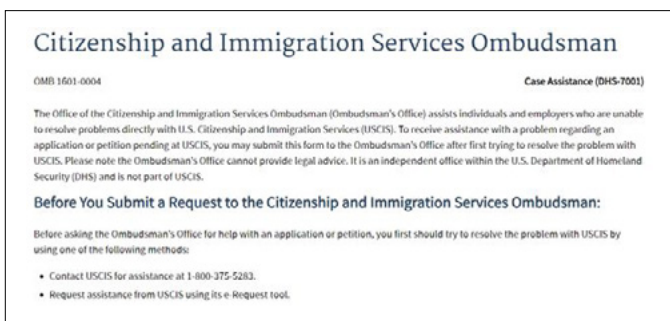 Citizenship and Immigration Services Ombudsman
OMB 1601-0004 Case Assistance (DHS-7001)
The Office of the Citizenship and Immigration Services Ombudsman (Ombudsman's Office) assists individuals and employers who are unable
to resolve problems directly with U.S. Citizenship and Immigration Services (USCIS). To receive assistance with a problem regarding an
application or petition pending at USCIS, you may submit this form to the Ombudsman's Office after first trying to resolve the problem with
USCIS. Please note the Ombudsman's Office cannot provide legal advice. It is an independent office within the U.S. Department of Homeland
Security (DHS) and is not part of USCIS.
Before You Submit a Request to the Citizenship and Immigration Services Ombudsman:
Before asking the Ombudsman's Office for help with an application or petition, you first should try to resolve the problem with USCIS by
using one of the following methods:
• Contact USCIS for assistance at 1-800-375-5283.
• Request assistance from USCIS using its e-Request tool.